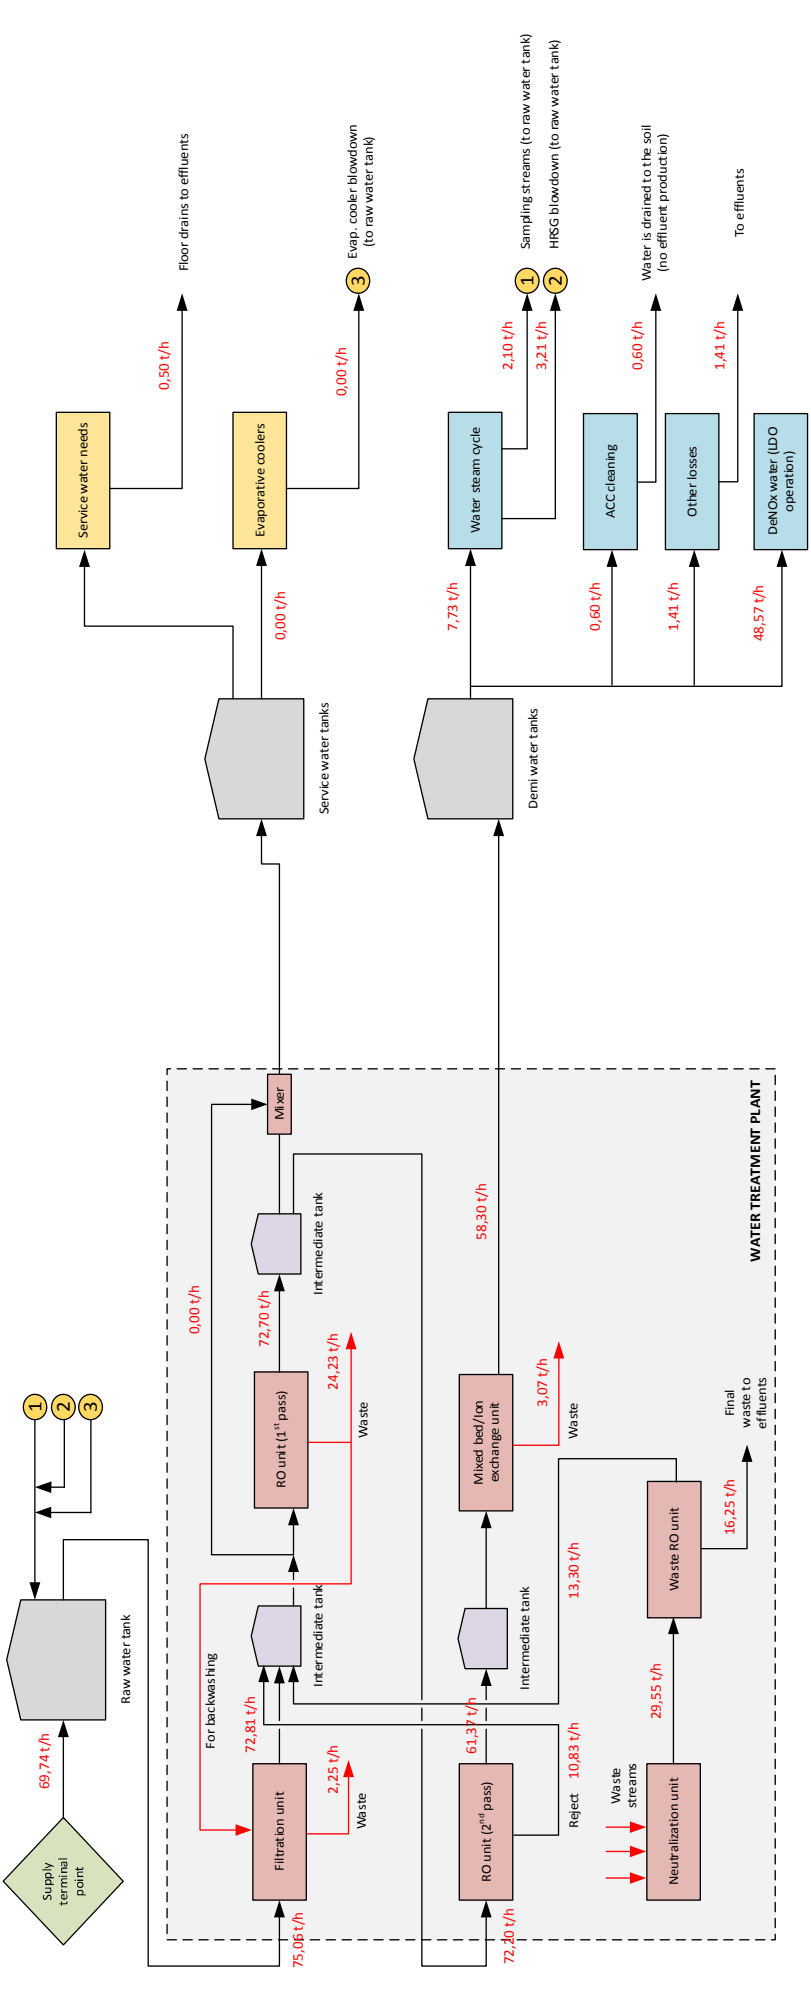 Supply
terminal
point
69,74 t/h
Raw water tank
1
2
3
75,06 t/h
Filtration unit
2,25 t/h
Waste
For backwashing
72,81 t/h
Intermediate tank
RO unit (1st pass)
24,23 t/h
Waste
0,00 t/h
72,70 t/h
Intermediate tank
Mixer
72,20 t/h
RO unit (2nd pass)
Reject
10,83 t/h
61,37 t/h
Intermediate tank
Mixed bed/Ion
exchange unit
3,07 t/h
Waste
58,30 t/h
13,30 t/h
Waste
streams
Neutralization unit
29,55 t/h
Waste RO unit
16,25 t/h
Final
waste to
effluents
WATER TREATMENT PLANT
Service water tanks
Service water needs
0,50 t/h
Floor drains to effluents
0,00 t/h
Evaporative coolers
0,00 t/h
3
Evap. cooler blowdown
(to raw water tank)
Demi water tanks
7,73 t/h
Water steam cycle
2,10 t/h
1
Sampling streams (to raw water tank)
3,21 t/h
2
HRSG blowdown (to raw water tank)
0,60 t/h
ACC cleaning
0,60 t/h
Water is drained to the soil
(no effluent production)
1,41 t/h
Other losses
1,41 t/h
To effluents
48,57 t/h
DeNOx water (LDO
operation)